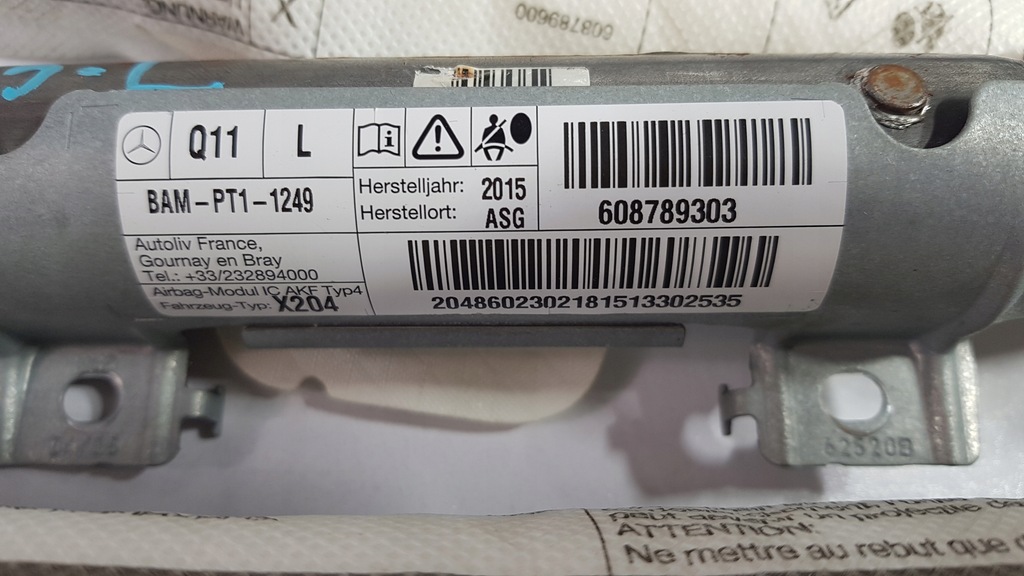 WARNING
608789600
Q11 L
BAM-PT1-1249
Herstelljahr: 2015
Herstellort: ASG
608789303
Autoliv France,
Gournay en Bray
Tel.: +33/232894000
Airbag-Modul IC AKF Typ4
Fahrzeug-Typ: X204
2048602302181513302535
62520B
ATTENTION:
Ne mettre au rebut que